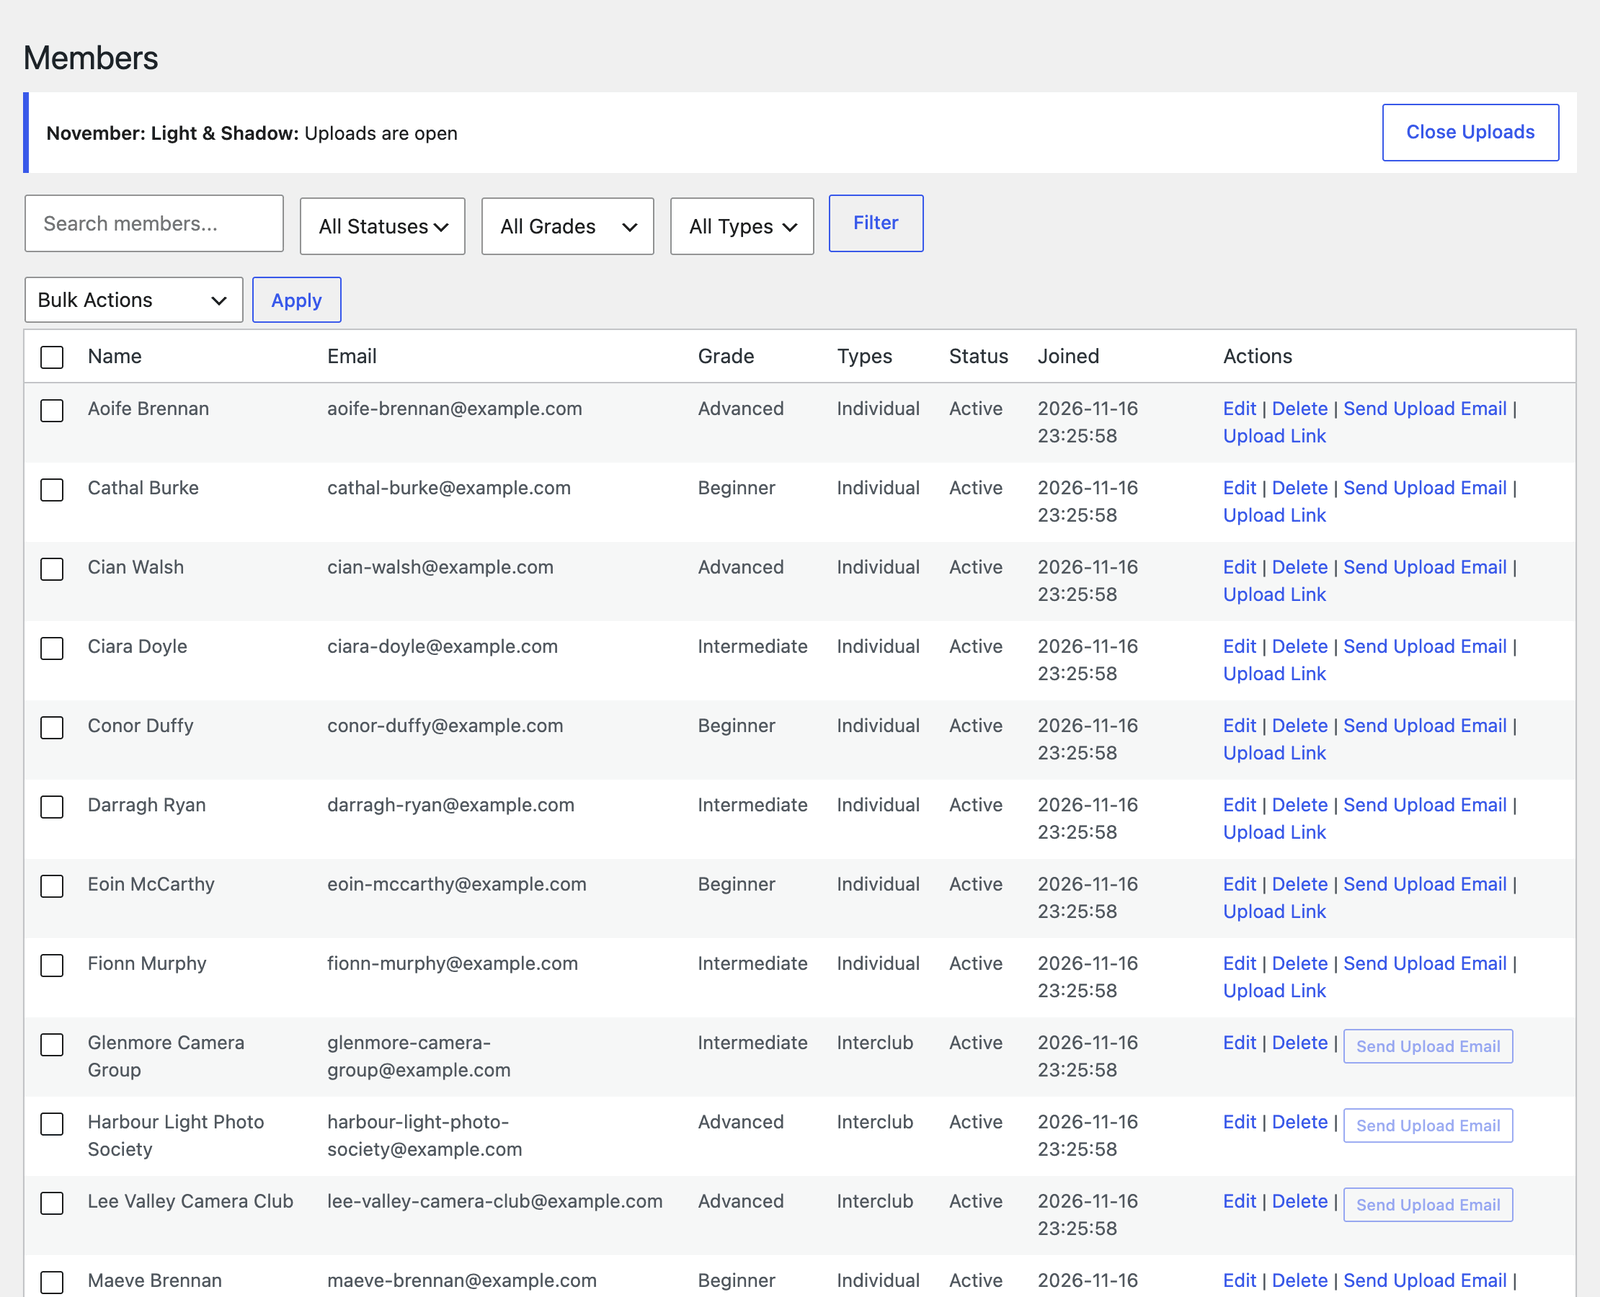 Members
November: Light & Shadow: Uploads are open
Close Uploads
Search members...
All Statuses
All Grades
All Types
Filter
Bulk Actions
Apply
Name Email Grade Types Status Joined Actions
Aoife Brennan aoife-brennan@example.com Advanced Individual Active 2026-11-16 Edit | Delete | Send Upload Email |
23:25:58 Upload Link
Cathal Burke cathal-burke@example.com Beginner Individual Active 2026-11-16 Edit | Delete | Send Upload Email |
23:25:58 Upload Link
Cian Walsh cian-walsh@example.com Advanced Individual Active 2026-11-16 Edit | Delete | Send Upload Email |
23:25:58 Upload Link
Ciara Doyle ciara-doyle@example.com Intermediate Individual Active 2026-11-16 Edit | Delete | Send Upload Email |
23:25:58 Upload Link
Conor Duffy conor-duffy@example.com Beginner Individual Active 2026-11-16 Edit | Delete | Send Upload Email |
23:25:58 Upload Link
Darragh Ryan darragh-ryan@example.com Intermediate Individual Active 2026-11-16 Edit | Delete | Send Upload Email |
23:25:58 Upload Link
Eoin McCarthy eoin-mccarthy@example.com Beginner Individual Active 2026-11-16 Edit | Delete | Send Upload Email |
23:25:58 Upload Link
Fionn Murphy fionn-murphy@example.com Intermediate Individual Active 2026-11-16 Edit | Delete | Send Upload Email |
23:25:58 Upload Link
Glenmore Camera glenmore-camera- Intermediate Interclub Active 2026-11-16 Edit | Delete | Send Upload Email
Group group@example.com 23:25:58
Harbour Light Photo harbour-light-photo- Advanced Interclub Active 2026-11-16 Edit | Delete | Send Upload Email
Society society@example.com 23:25:58
Lee Valley Camera Club lee-valley-camera-club@example.com Advanced Interclub Active 2026-11-16 Edit | Delete | Send Upload Email
23:25:58
Maeve Brennan maeve-brennan@example.com Beginner Individual Active 2026-11-16 Edit | Delete | Send Upload Email |